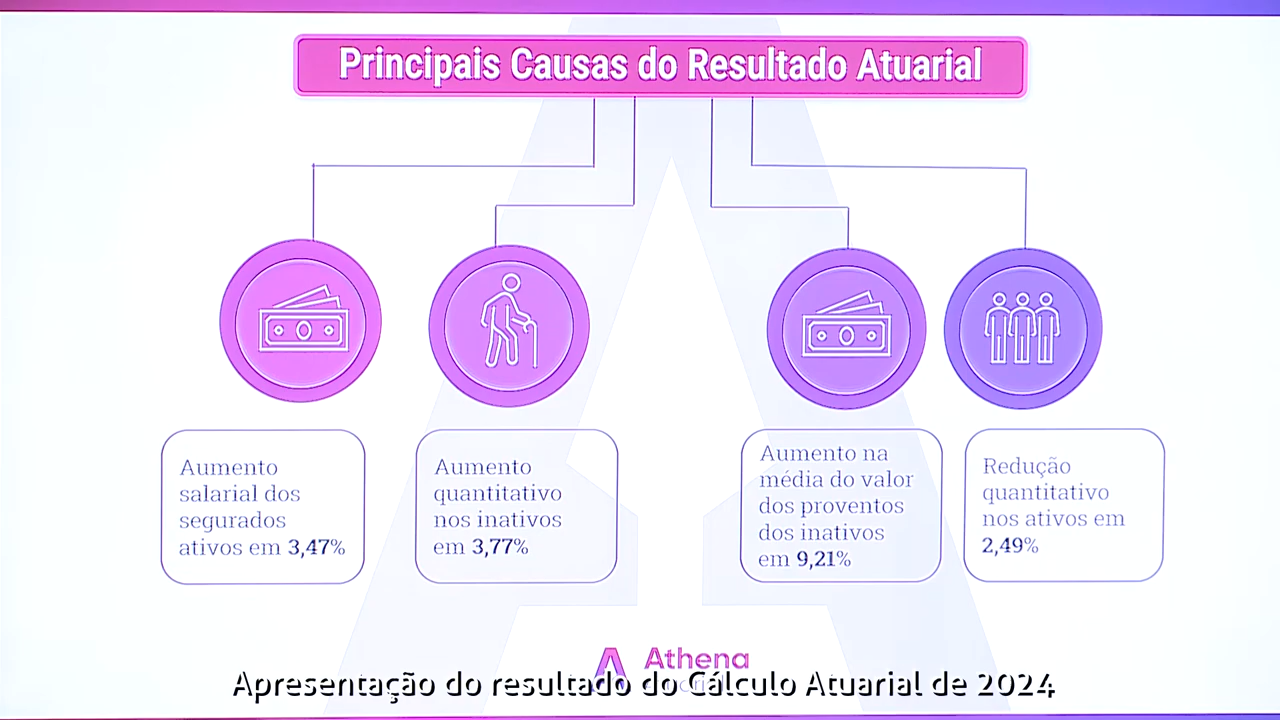 Principais Causas do Resultado Atuarial
Aumento
salarial dos
segurados
ativos em 3,47%
Aumento
quantitativo
nos inativos
em 3,77%
Aumento na
média do valor
dos proventos
dos inativos
em 9,21%
Redução
quantitativo
nos ativos em
2,49%
Athena
Apresentação do resultado do Cálculo Atuarial de 2024